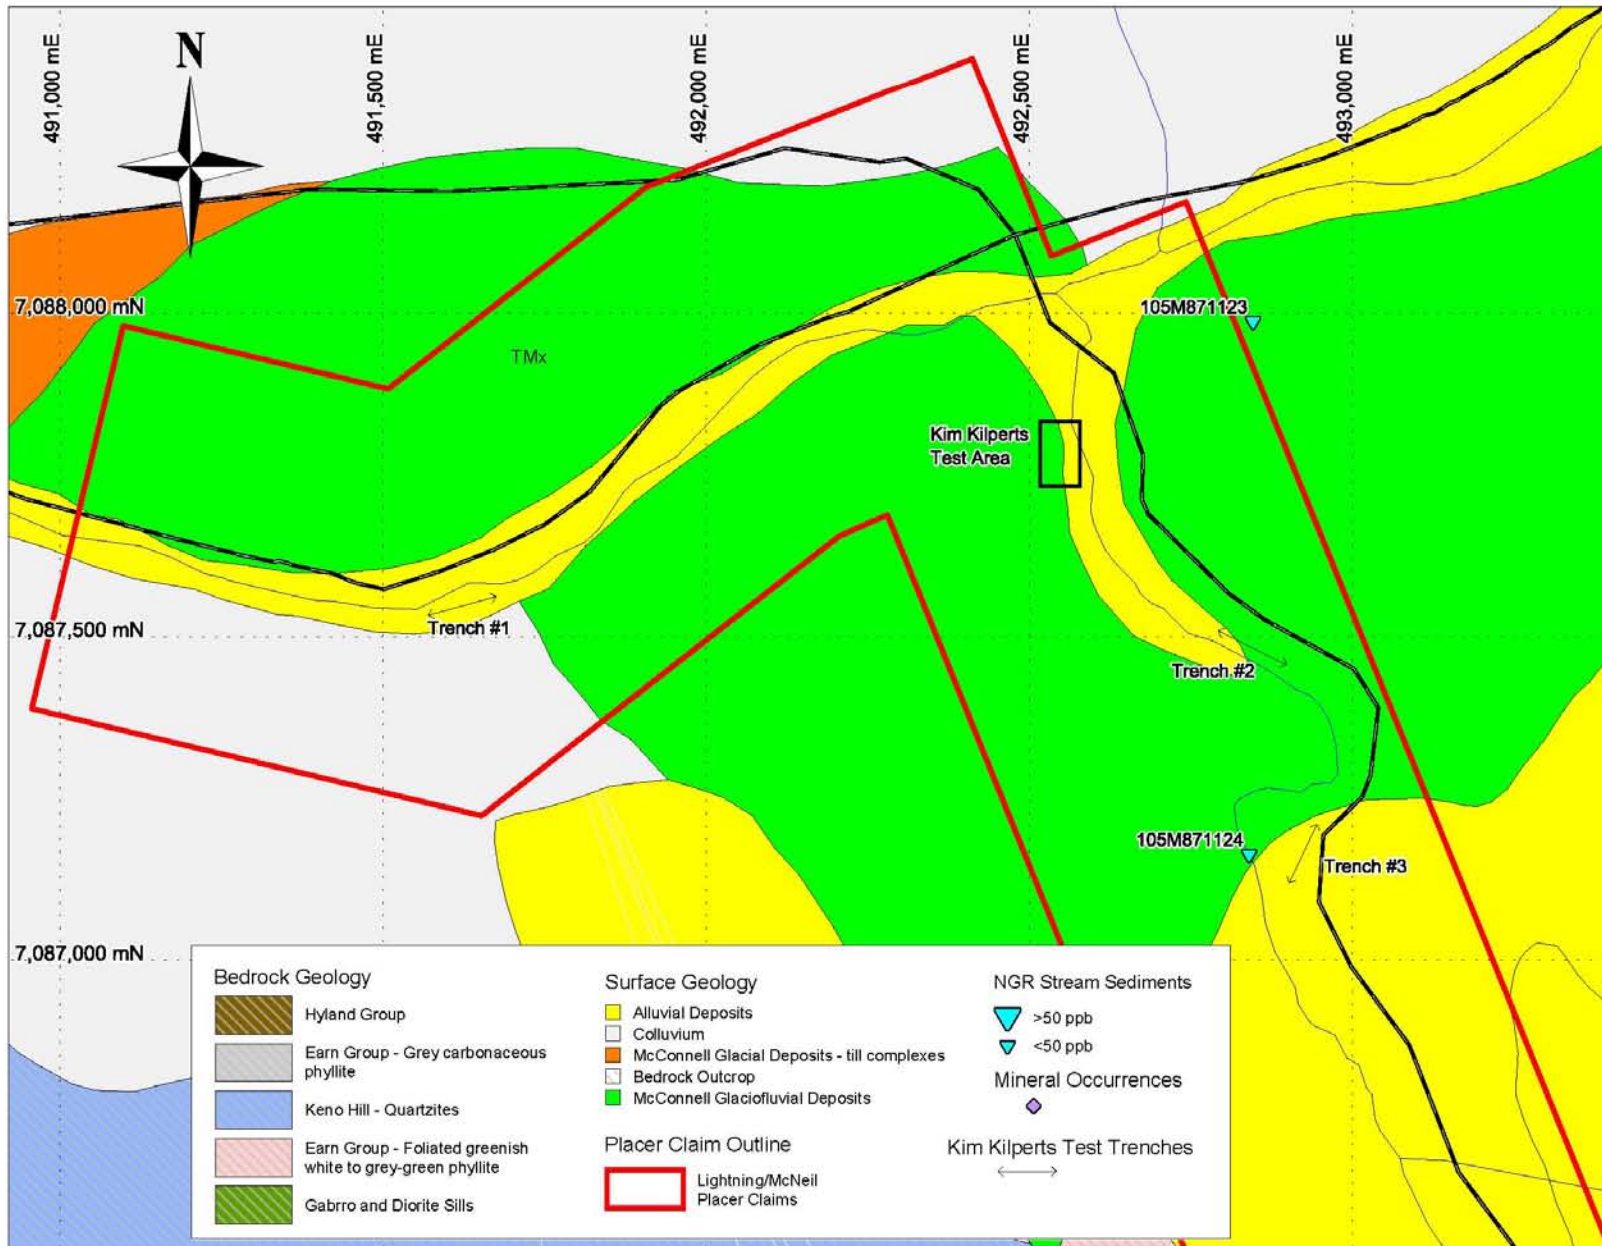 N
491,000 mE
491,500 mE
492,000 mE
492,500 mE
493,000 mE
7,088,000 mN
105M871123
TMx
Kim Kilperts
Test Area
Trench #1
7,087,500 mN
Trench #2
105M871124
Trench #3
7,087,000 mN
Bedrock Geology
Hyland Group
Earn Group - Grey carbonaceous
phyllite
Keno Hill - Quartzites
Earn Group - Foliated greenish
white to grey-green phyllite
Gabrro and Diorite Sills
Surface Geology
Alluvial Deposits
Colluvium
McConnell Glacial Deposits - till complexes
Bedrock Outcrop
McConnell Glaciofluvial Deposits
Placer Claim Outline
Lightning/McNeil
Placer Claims
NGR Stream Sediments
>50 ppb
<50 ppb
Mineral Occurrences
Kim Kilperts Test Trenches